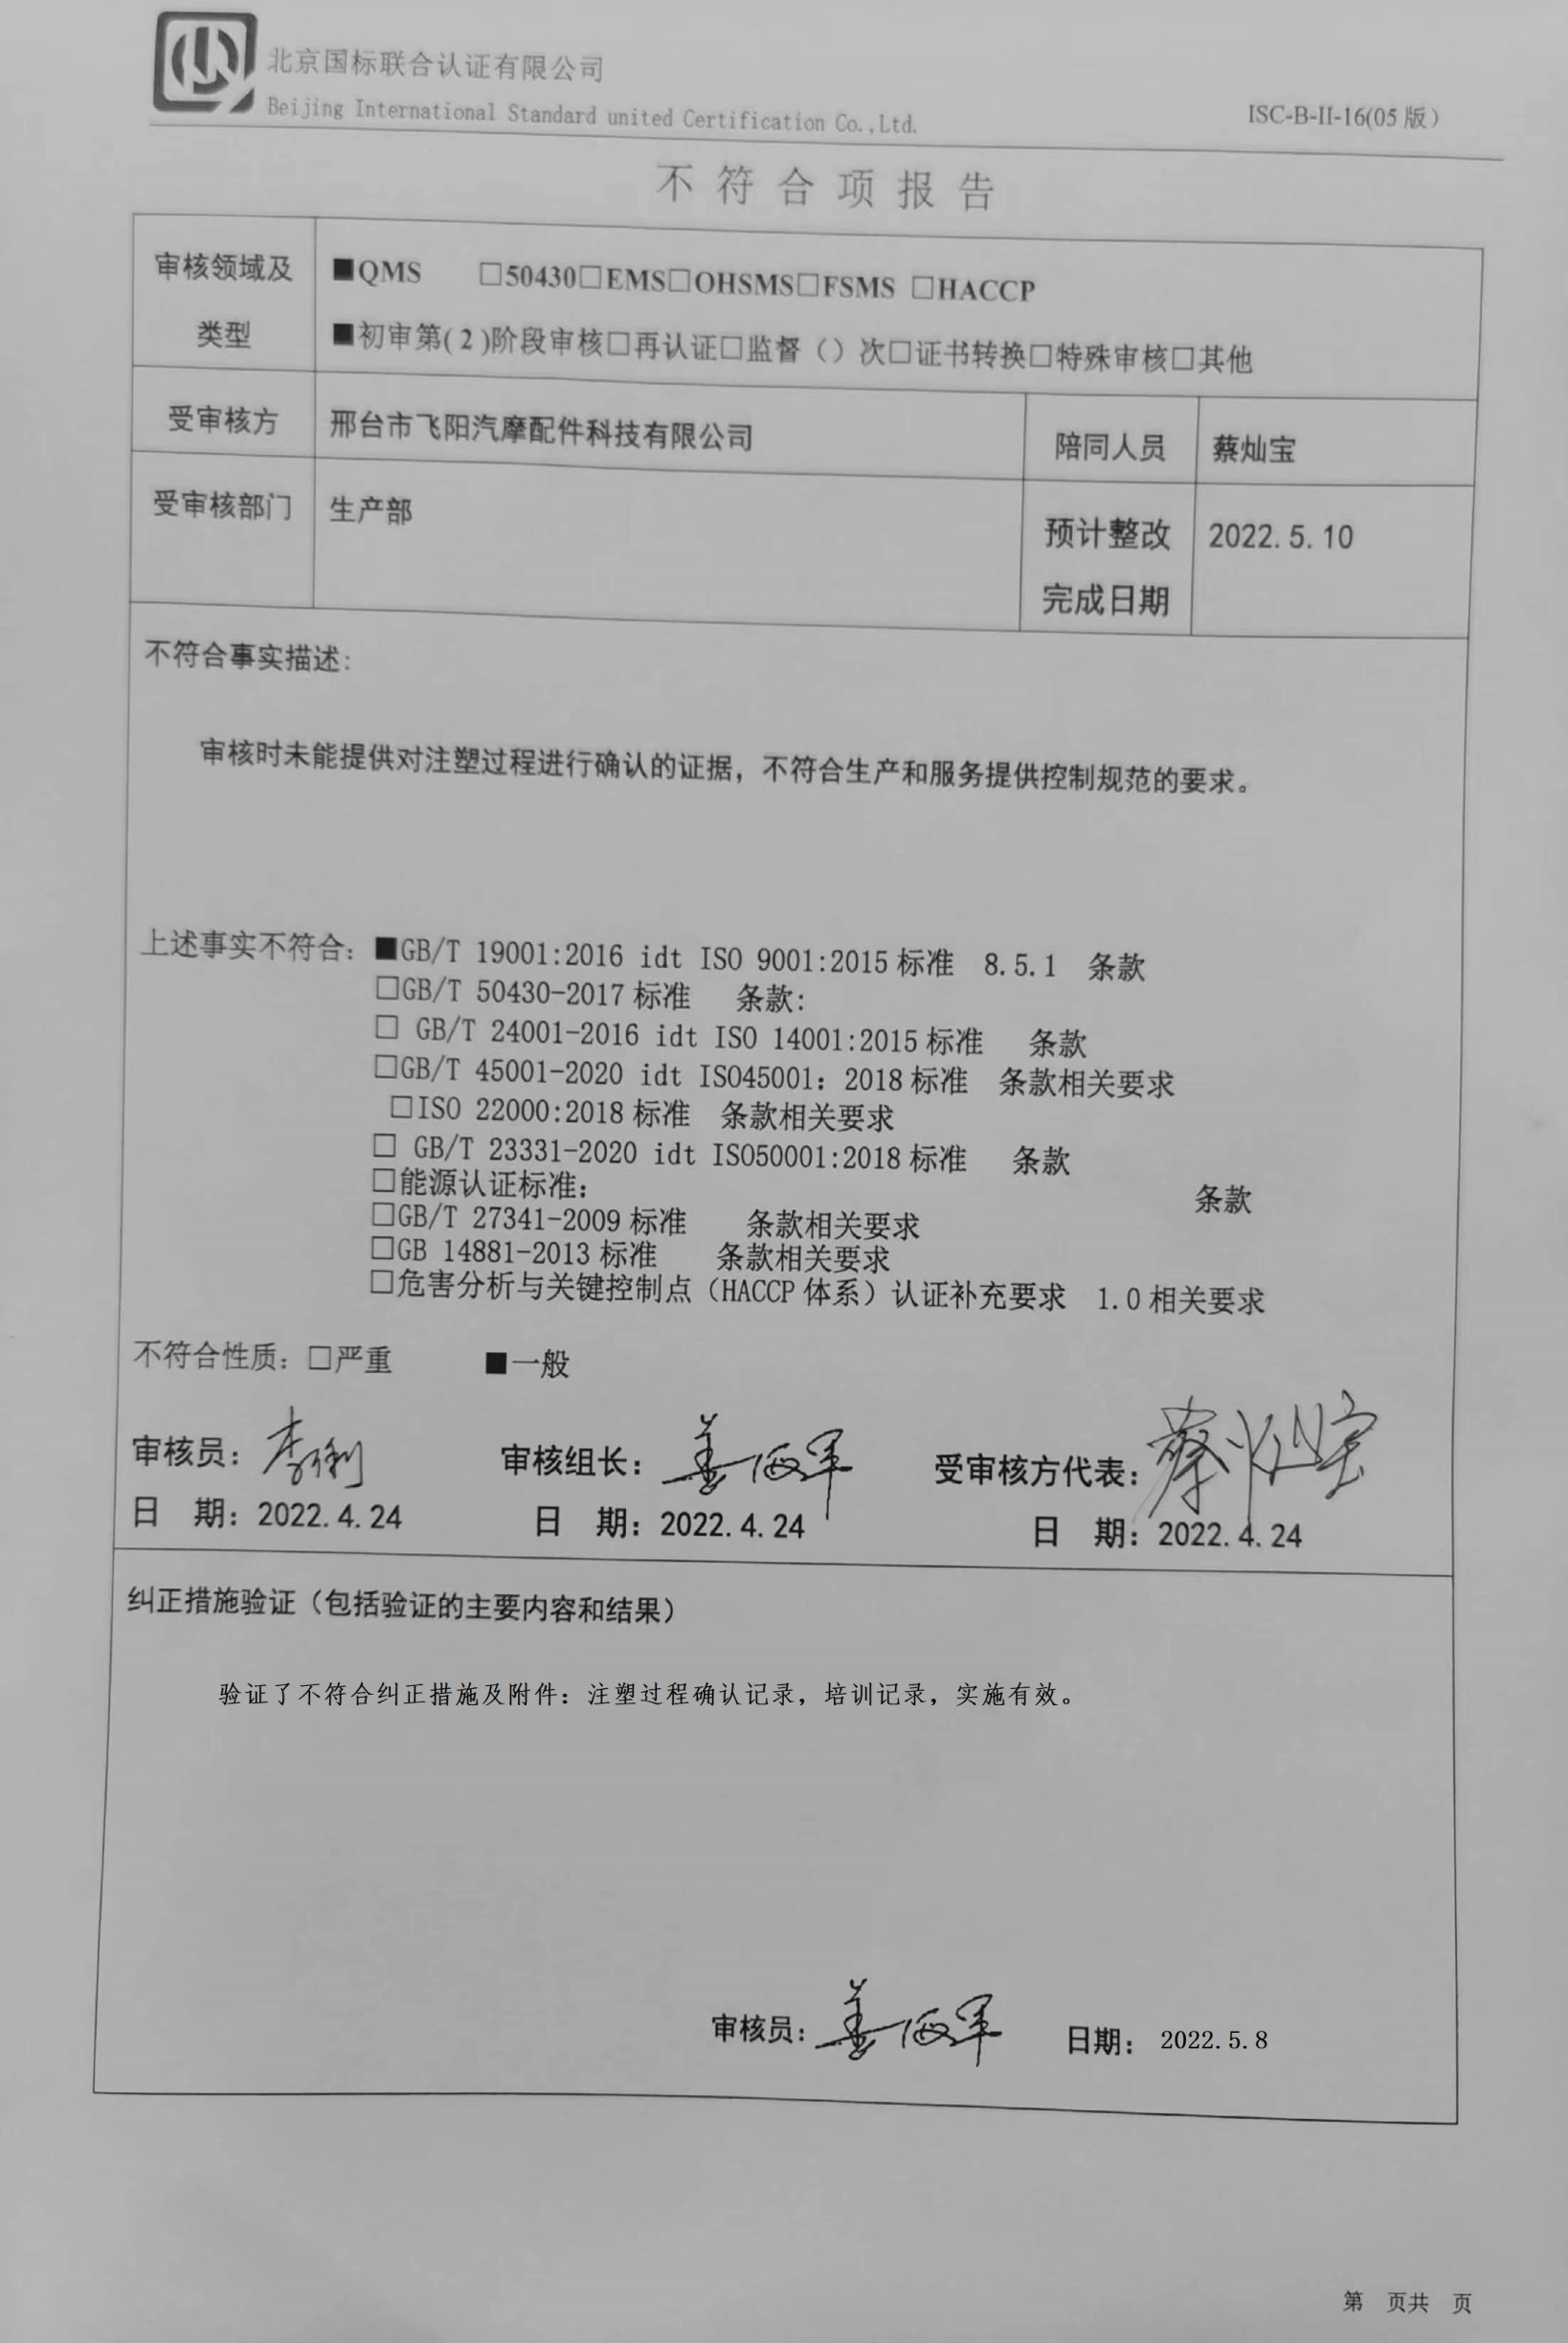 北京国标联合认证有限公司
Beijing International Standard united Certification Co.,Ltd.
ISC-B-II-16(05 版)
不符合项报告
审核领域及类型
■QMS □50430□EMS□OHSMS□FSMS □HACCP
■初审第( 2 )阶段审核□再认证□监督（）次□证书转换□特殊审核□其他
受审核方 邢台市飞阳汽摩配件科技有限公司 陪同人员 蔡灿宝
受审核部门 生产部 预计整改完成日期 2022.5.10
不符合事实描述:
审核时未能提供对注塑过程进行确认的证据，不符合生产和服务提供控制规范的要求。
上述事实不符合: ■GB/T 19001:2016 idt ISO 9001:2015 标准 8.5.1 条款
□GB/T 50430-2017 标准 条款:
□ GB/T 24001-2016 idt ISO 14001:2015 标准 条款
□GB/T 45001-2020 idt ISO45001：2018 标准 条款相关要求
□ISO 22000:2018 标准 条款相关要求
□ GB/T 23331-2020 idt ISO50001:2018 标准 条款
□能源认证标准: 条款
□GB/T 27341-2009 标准 条款相关要求
□GB 14881-2013 标准 条款相关要求
□危害分析与关键控制点（HACCP 体系）认证补充要求 1.0 相关要求
不符合性质: □严重 ■一般
审核员: 审核组长: 姜海军 受审核方代表: 蔡灿宝
日 期: 2022.4.24 日 期: 2022.4.24 日 期: 2022.4.24
纠正措施验证（包括验证的主要内容和结果）
验证了不符合纠正措施及附件：注塑过程确认记录，培训记录，实施有效。
审核员: 姜海军 日期: 2022.5.8
第 页共 页